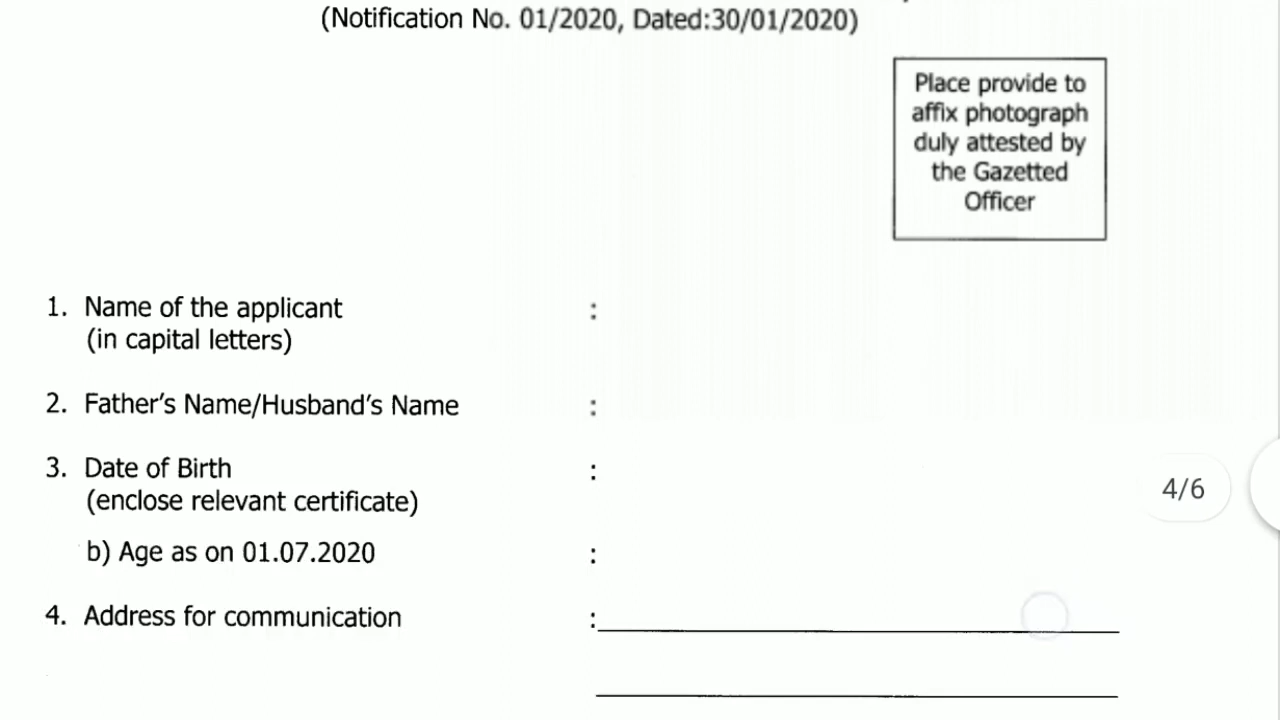 (Notification No. 01/2020, Dated:30/01/2020)
Place provide to
affix photograph
duly attested by
the Gazetted
Officer
1. Name of the applicant :
(in capital letters)
2. Father's Name/Husband's Name :
3. Date of Birth :
(enclose relevant certificate)
b) Age as on 01.07.2020 :
4. Address for communication :
4/6